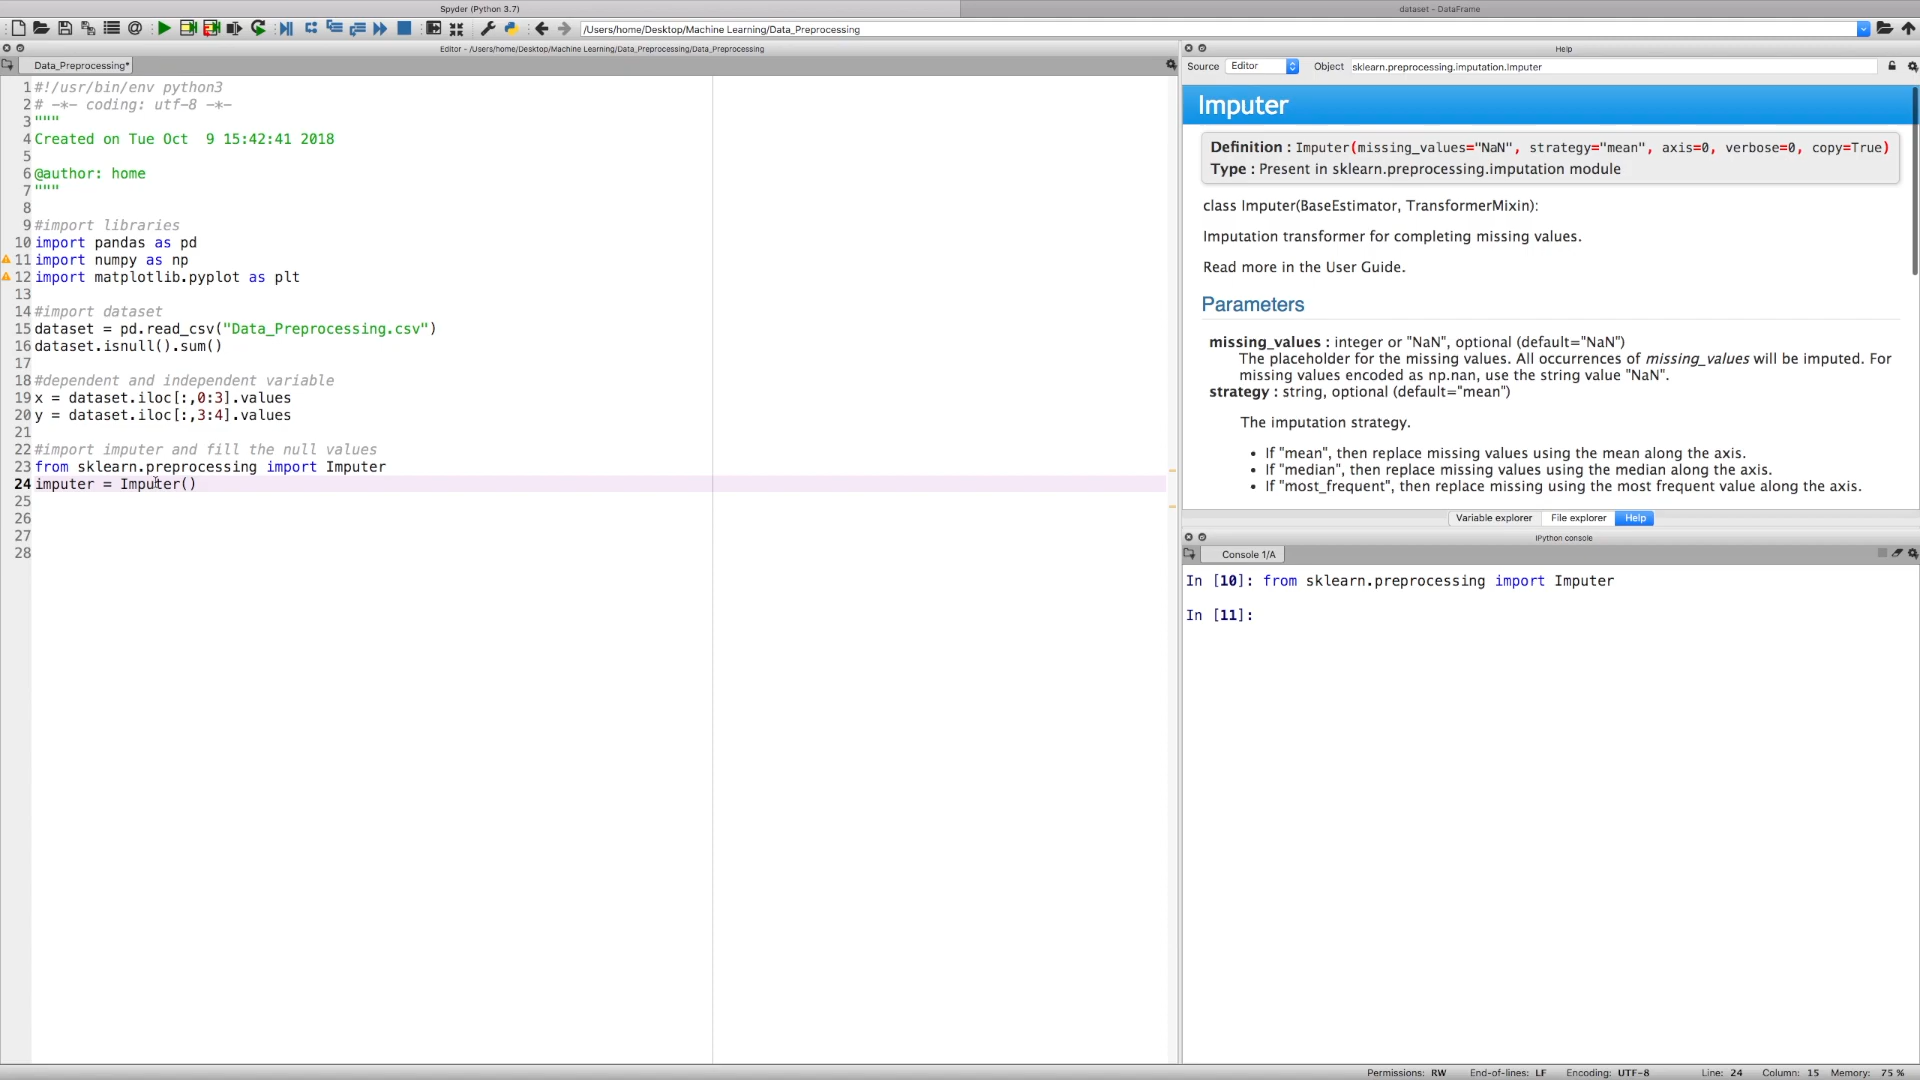 Spyder (Python 3.7)
dataset - DataFrame
/Users/home/Desktop/Machine Learning/Data_Preprocessing
Editor - /Users/home/Desktop/Machine Learning/Data_Preprocessing/Data_Preprocessing
Data_Preprocessing*
1 #!/usr/bin/env python3
2 # -*- coding: utf-8 -*-
3 """
4 Created on Tue Oct  9 15:42:41 2018
5
6 @author: home
7 """
8
9 #import libraries
10 import pandas as pd
11 import numpy as np
12 import matplotlib.pyplot as plt
13
14 #import dataset
15 dataset = pd.read_csv("Data_Preprocessing.csv")
16 dataset.isnull().sum()
17
18 #dependent and independent variable
19 x = dataset.iloc[:,0:3].values
20 y = dataset.iloc[:,3:4].values
21
22 #import imputer and fill the null values
23 from sklearn.preprocessing import Imputer
24 imputer = Imputer()
25
26
27
28
Help
Source Editor Object sklearn.preprocessing.imputation.Imputer
Imputer
Definition : Imputer(missing_values="NaN", strategy="mean", axis=0, verbose=0, copy=True)
Type : Present in sklearn.preprocessing.imputation module
class Imputer(BaseEstimator, TransformerMixin):
Imputation transformer for completing missing values.
Read more in the User Guide.
Parameters
missing_values : integer or "NaN", optional (default="NaN")
The placeholder for the missing values. All occurrences of missing_values will be imputed. For
missing values encoded as np.nan, use the string value "NaN".
strategy : string, optional (default="mean")
The imputation strategy.
• If "mean", then replace missing values using the mean along the axis.
• If "median", then replace missing values using the median along the axis.
• If "most_frequent", then replace missing using the most frequent value along the axis.
Variable explorer File explorer Help
IPython console
Console 1/A
In [10]: from sklearn.preprocessing import Imputer
In [11]:
Permissions: RW End-of-lines: LF Encoding: UTF-8 Line: 24 Column: 15 Memory: 75 %